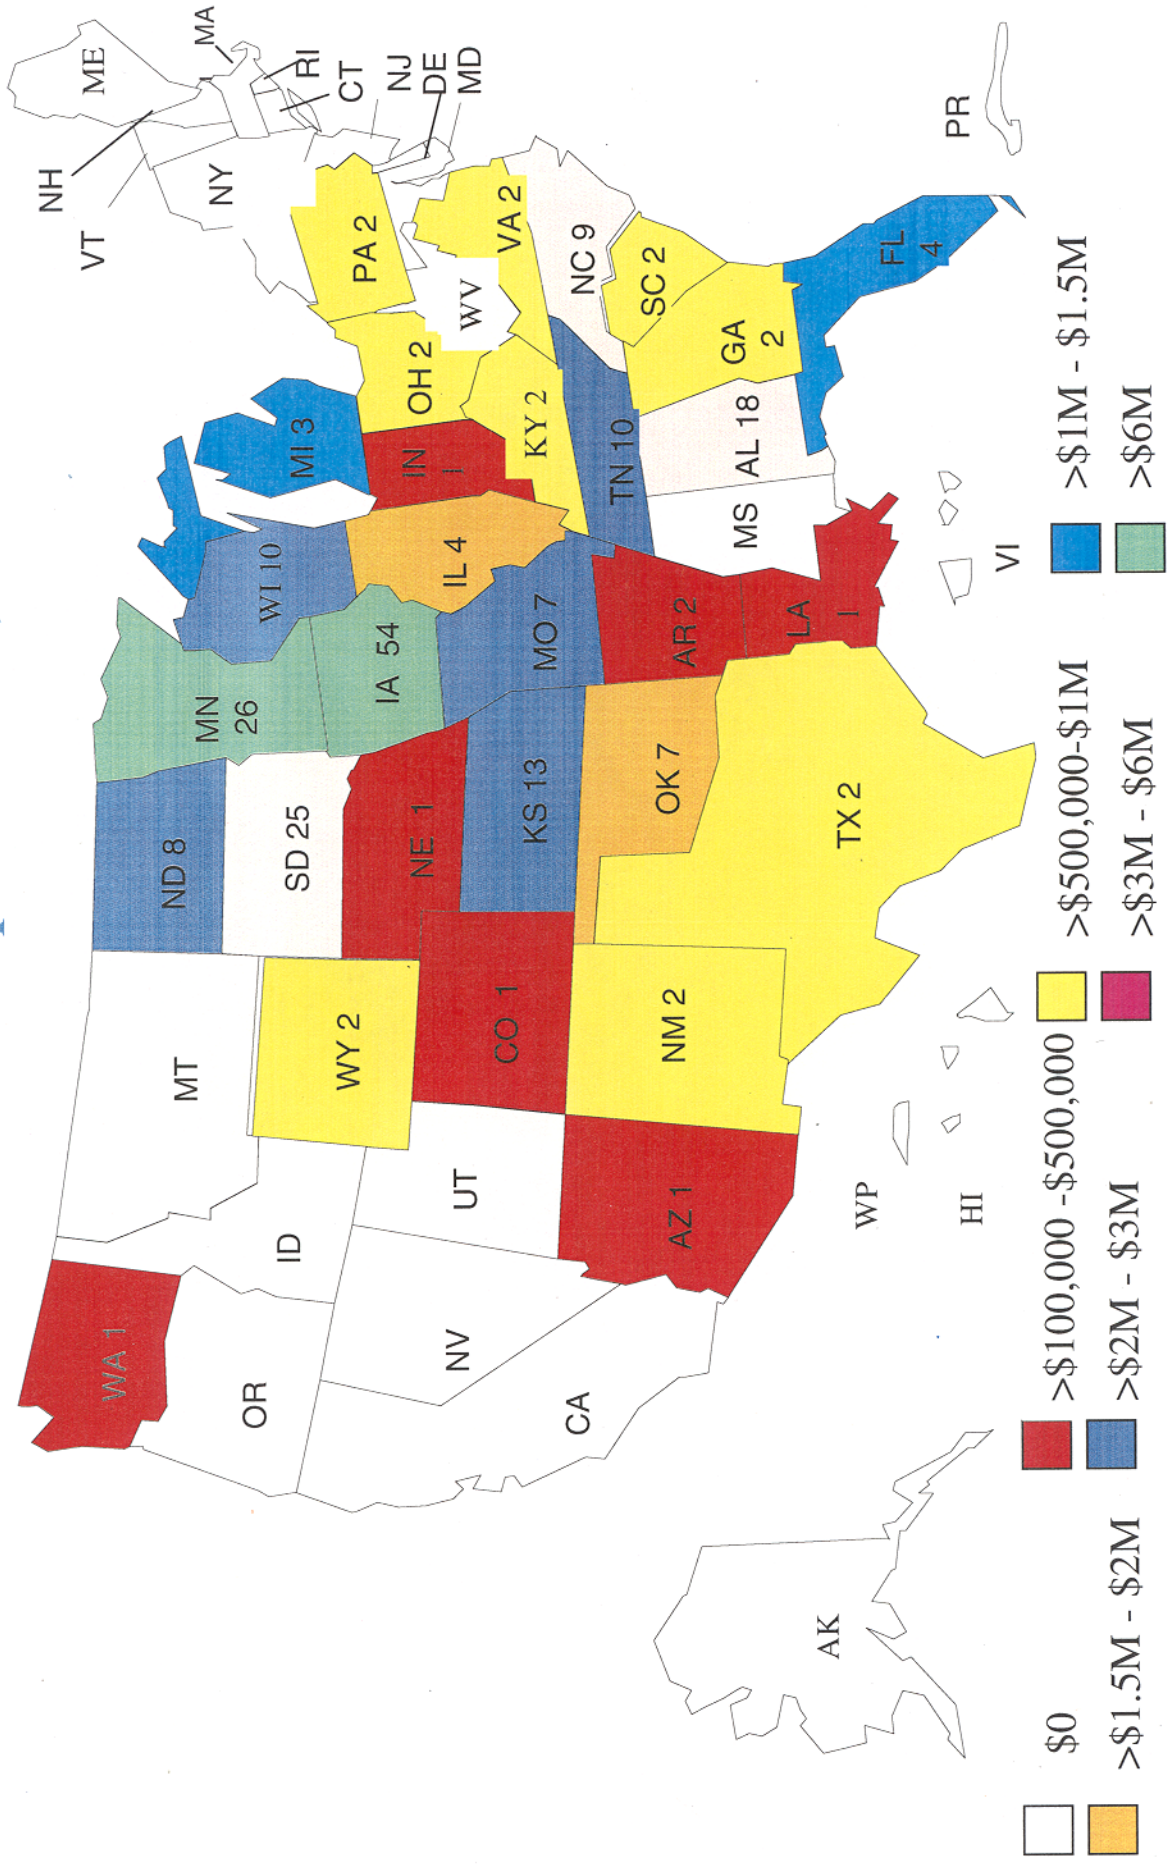 WA 1
OR
CA
NV
ID
MT
WY 2
UT
AZ 1
CO 1
NM 2
ND 8
SD 25
NE 1
KS 13
OK 7
TX 2
MN
26
IA 54
MO 7
AR 2
LA
I
WI 10
IL 4
MI 3
IN
I
OH 2
KY 2
TN 10
MS
AL 18
GA
2
FL
4
SC 2
NC 9
VA 2
WV
PA 2
NY
VT
NH
ME
MA
RI
CT
NJ
DE
MD
AK
WP
HI
VI
PR
$0
>$100,000 -$500,000
>$500,000-$1M
>$1M - $1.5M
>$1.5M - $2M
>$2M - $3M
>$3M - $6M
>$6M